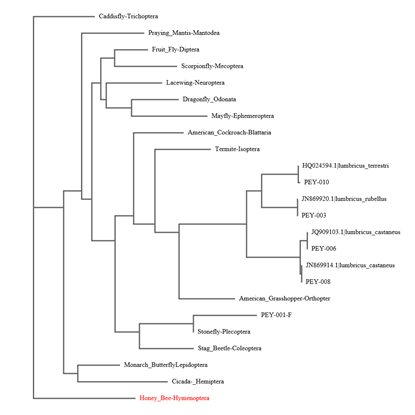 Caddisfly-Trichoptera
Praying_Mantis-Mantodea
Fruit_Fly-Diptera
Scorpionfly-Mecoptera
Lacewing-Neuroptera
Dragonfly_Odonata
Mayfly-Ephemeroptera
American_Cockroach-Blattaria
Termite-Isoptera
HQ024594.1|lumbricus_terrestri
PEY-010
JN869920.1|lumbricus_rubellus
PEY-003
JQ909103.1|lumbricus_castaneus
PEY-006
JN869914.1|lumbricus_castaneus
PEY-008
American_Grasshopper-Orthopter
PEY-001-F
Stonefly-Plecoptera
Stag_Beetle-Coleoptera
Monarch_ButterflyLepidoptera
Cicada-_Hemiptera
Honey_Bee-Hymenoptera